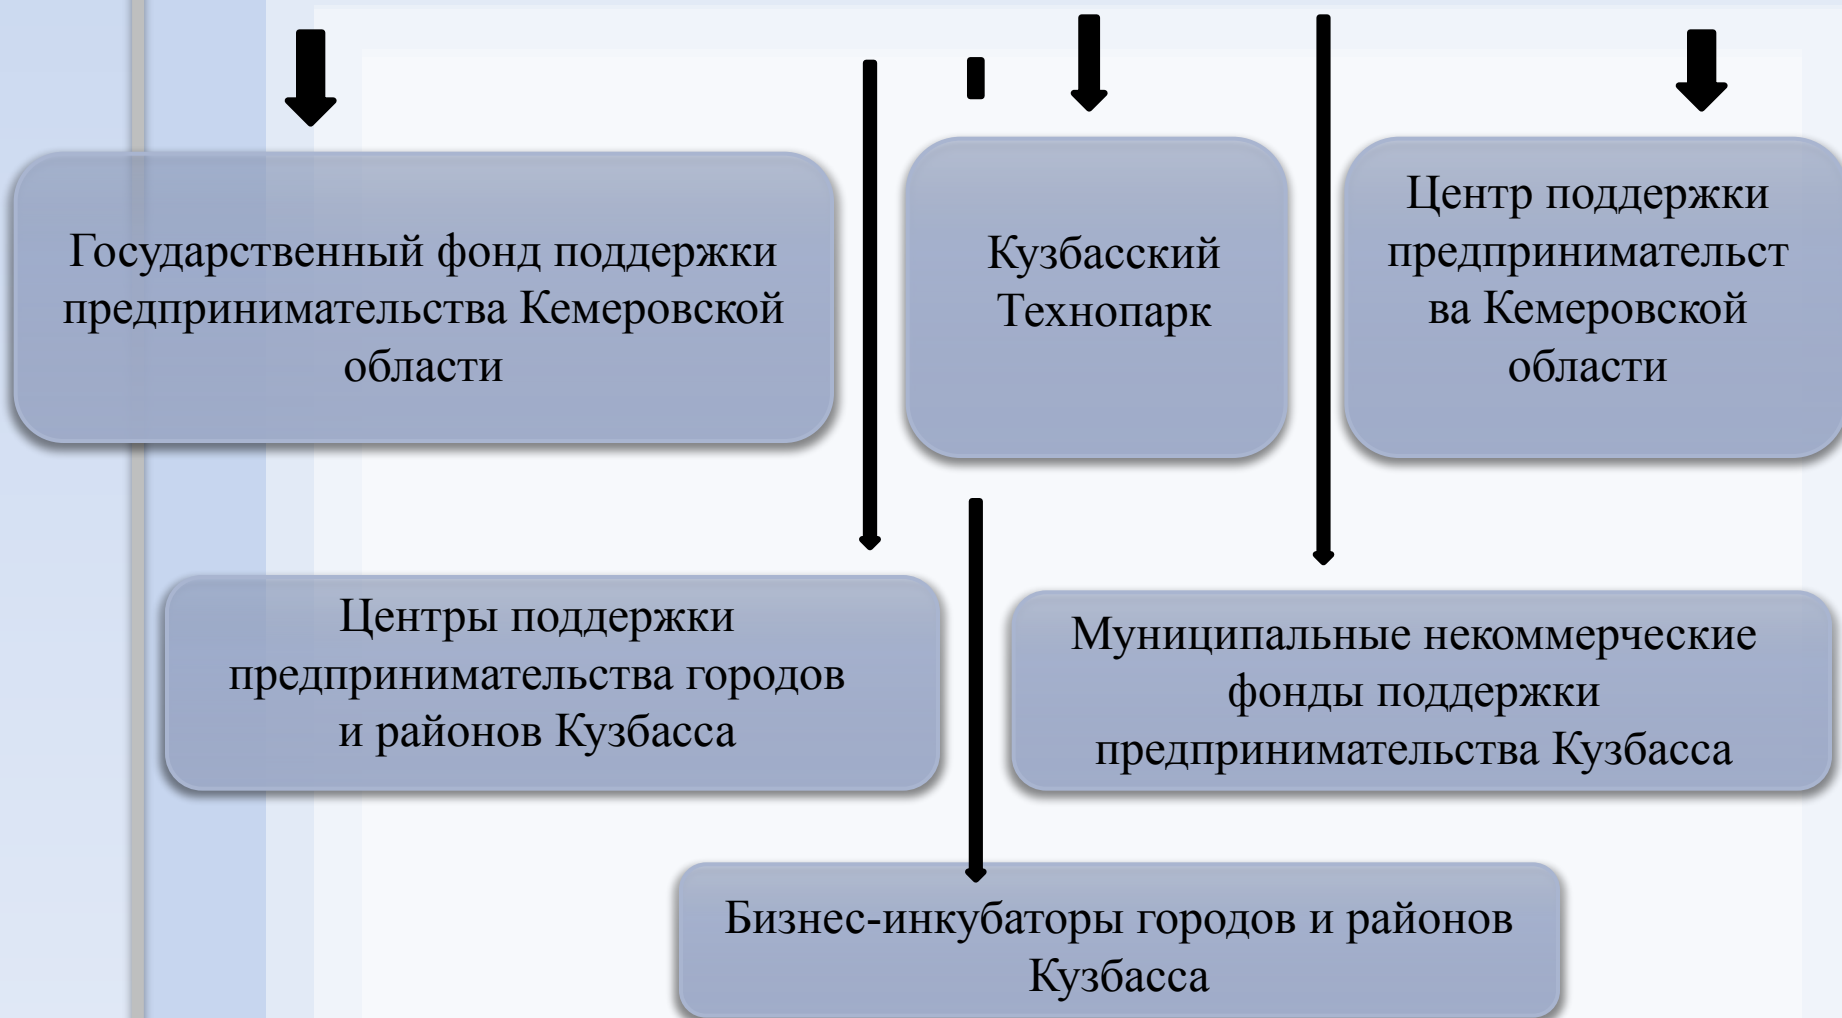 Государственный фонд поддержки
предпринимательства Кемеровской
области
Кузбасский
Технопарк
Центр поддержки
предпринимательст
ва Кемеровской
области
Центры поддержки
предпринимательства городов
и районов Кузбасса
Муниципальные некоммерческие
фонды поддержки
предпринимательства Кузбасса
Бизнес-инкубаторы городов и районов
Кузбасса